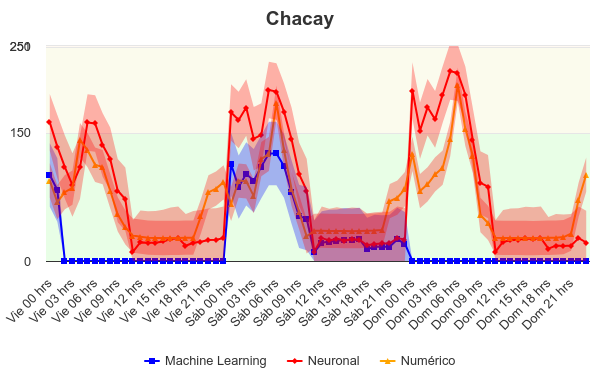 Chacay
250
150
0
Vie 00 hrs
Vie 03 hrs
Vie 06 hrs
Vie 09 hrs
Vie 12 hrs
Vie 15 hrs
Vie 18 hrs
Vie 21 hrs
Sáb 00 hrs
Sáb 03 hrs
Sáb 06 hrs
Sáb 09 hrs
Sáb 12 hrs
Sáb 15 hrs
Sáb 18 hrs
Sáb 21 hrs
Dom 00 hrs
Dom 03 hrs
Dom 06 hrs
Dom 09 hrs
Dom 12 hrs
Dom 15 hrs
Dom 18 hrs
Dom 21 hrs
Machine Learning Neuronal Numérico